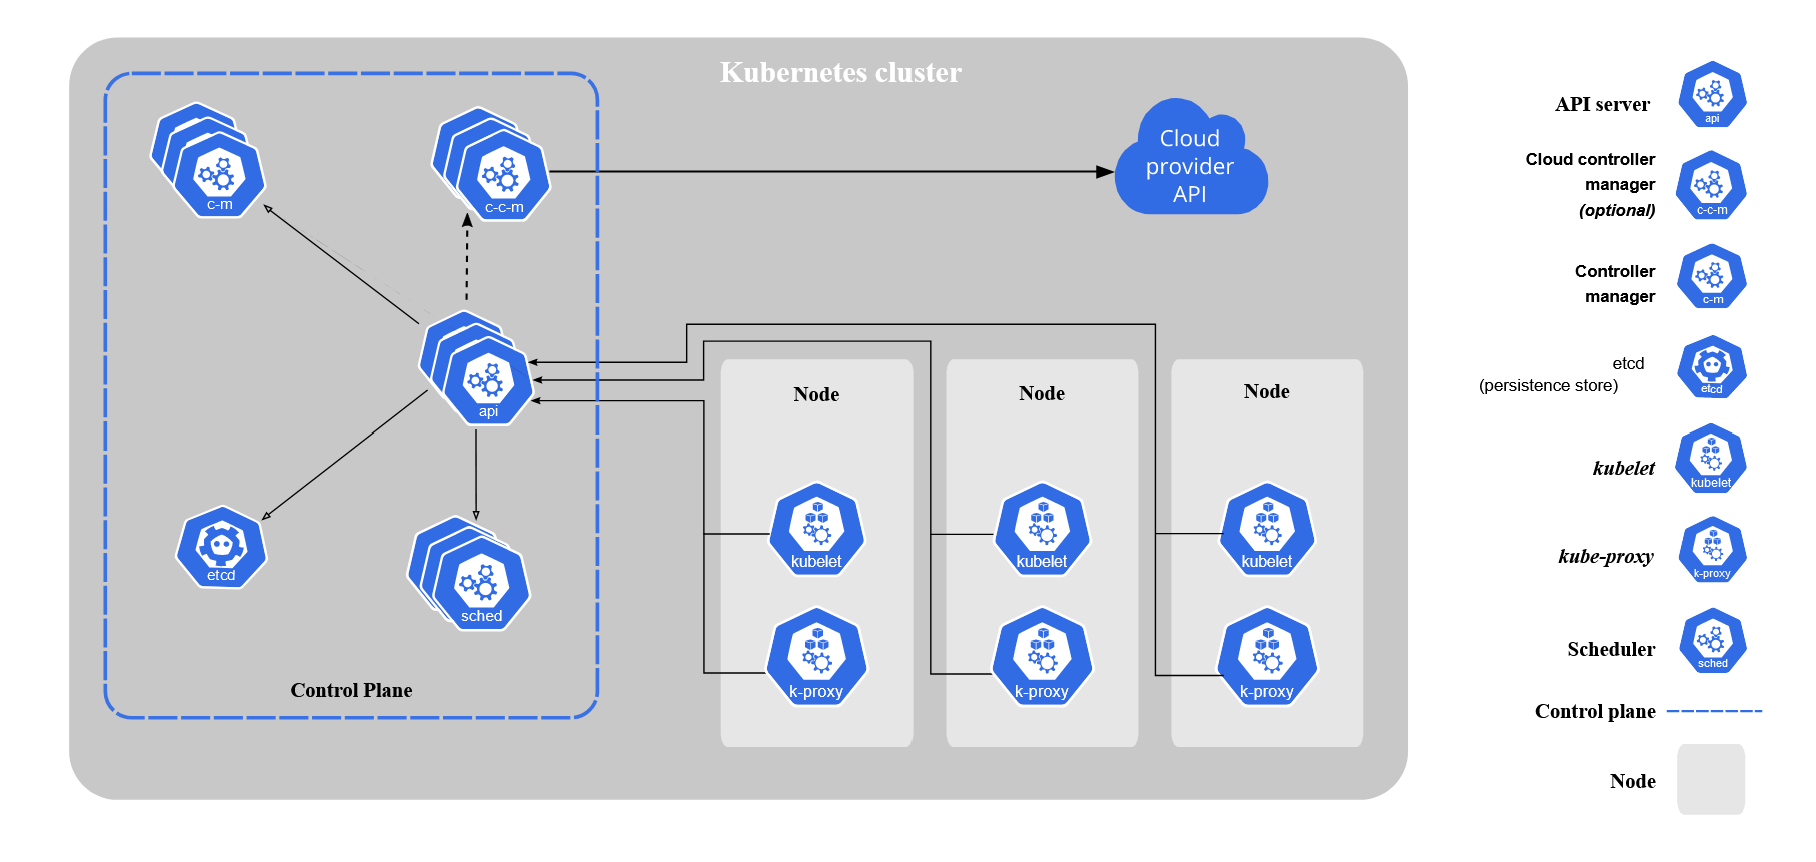 Kubernetes cluster
c-m
c-c-m
Cloud
provider
API
api
etcd
sched
Control Plane
Node
kubelet
k-proxy
Node
kubelet
k-proxy
Node
kubelet
k-proxy
API server
api
Cloud controller
manager
(optional)
c-c-m
Controller
manager
c-m
etcd
(persistence store)
etcd
kubelet
kubelet
kube-proxy
k-proxy
Scheduler
sched
Control plane
Node